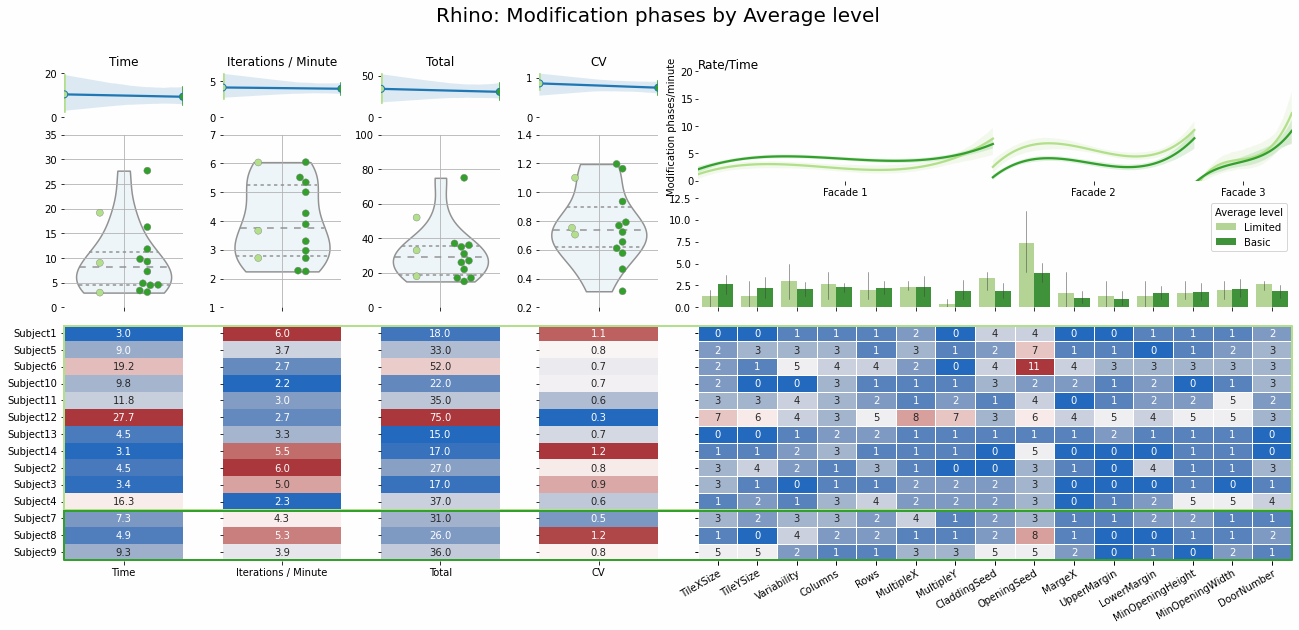 Rhino: Modification phases by Average level
Time
Iterations / Minute
Total
CV
Rate/Time
20
0
5
0
50
0
1
0
Modification phases/minute
20
15
10
5
0
Facade 1
Facade 2
Facade 3
35
30
25
20
15
10
5
0
7
6
5
4
3
2
1
100
80
60
40
20
0
1.4
1.2
1.0
0.8
0.6
0.4
0.2
12.5
10.0
7.5
5.0
2.5
0.0
Average level
Limited
Basic
Subject1 3.0 6.0 18.0 1.1 0 0 1 1 1 2 0 4 4 0 0 1 1 1 2
Subject5 9.0 3.7 33.0 0.8 2 3 3 3 1 3 1 2 7 1 1 0 1 2 3
Subject6 19.2 2.7 52.0 0.7 2 1 5 4 4 2 0 4 11 4 3 3 3 3 3
Subject10 9.8 2.2 22.0 0.7 2 0 0 3 1 1 1 3 2 2 1 2 0 1 3
Subject11 11.8 3.0 35.0 0.6 3 3 4 3 2 1 2 1 4 0 1 2 2 5 2
Subject12 27.7 2.7 75.0 0.3 7 6 4 3 5 8 7 3 6 4 5 4 5 5 3
Subject13 4.5 3.3 15.0 0.7 0 0 1 2 2 1 1 1 1 1 2 1 1 1 0
Subject14 3.1 5.5 17.0 1.2 1 1 2 3 1 1 1 0 5 0 0 0 1 1 0
Subject2 4.5 6.0 27.0 0.8 3 4 2 1 3 1 0 0 3 1 0 4 1 1 3
Subject3 3.4 5.0 17.0 0.9 3 1 0 1 1 2 2 2 3 0 0 0 1 0 1
Subject4 16.3 2.3 37.0 0.6 1 2 1 3 4 2 2 2 3 0 1 2 5 5 4
Subject7 7.3 4.3 31.0 0.5 3 2 3 3 2 4 1 2 3 1 1 2 2 1 1
Subject8 4.9 5.3 26.0 1.2 1 0 4 2 2 1 2 1 8 1 0 0 1 1 2
Subject9 9.3 3.9 36.0 0.8 5 5 2 1 1 3 3 5 5 2 0 1 0 2 1
Time
Iterations / Minute
Total
CV
TileXSize
TileYSize
Variability
Columns
Rows
MultipleX
MultipleY
CladdingSeed
OpeningSeed
MargeX
UpperMargin
LowerMargin
MinOpeningHeight
MinOpeningWidth
DoorNumber